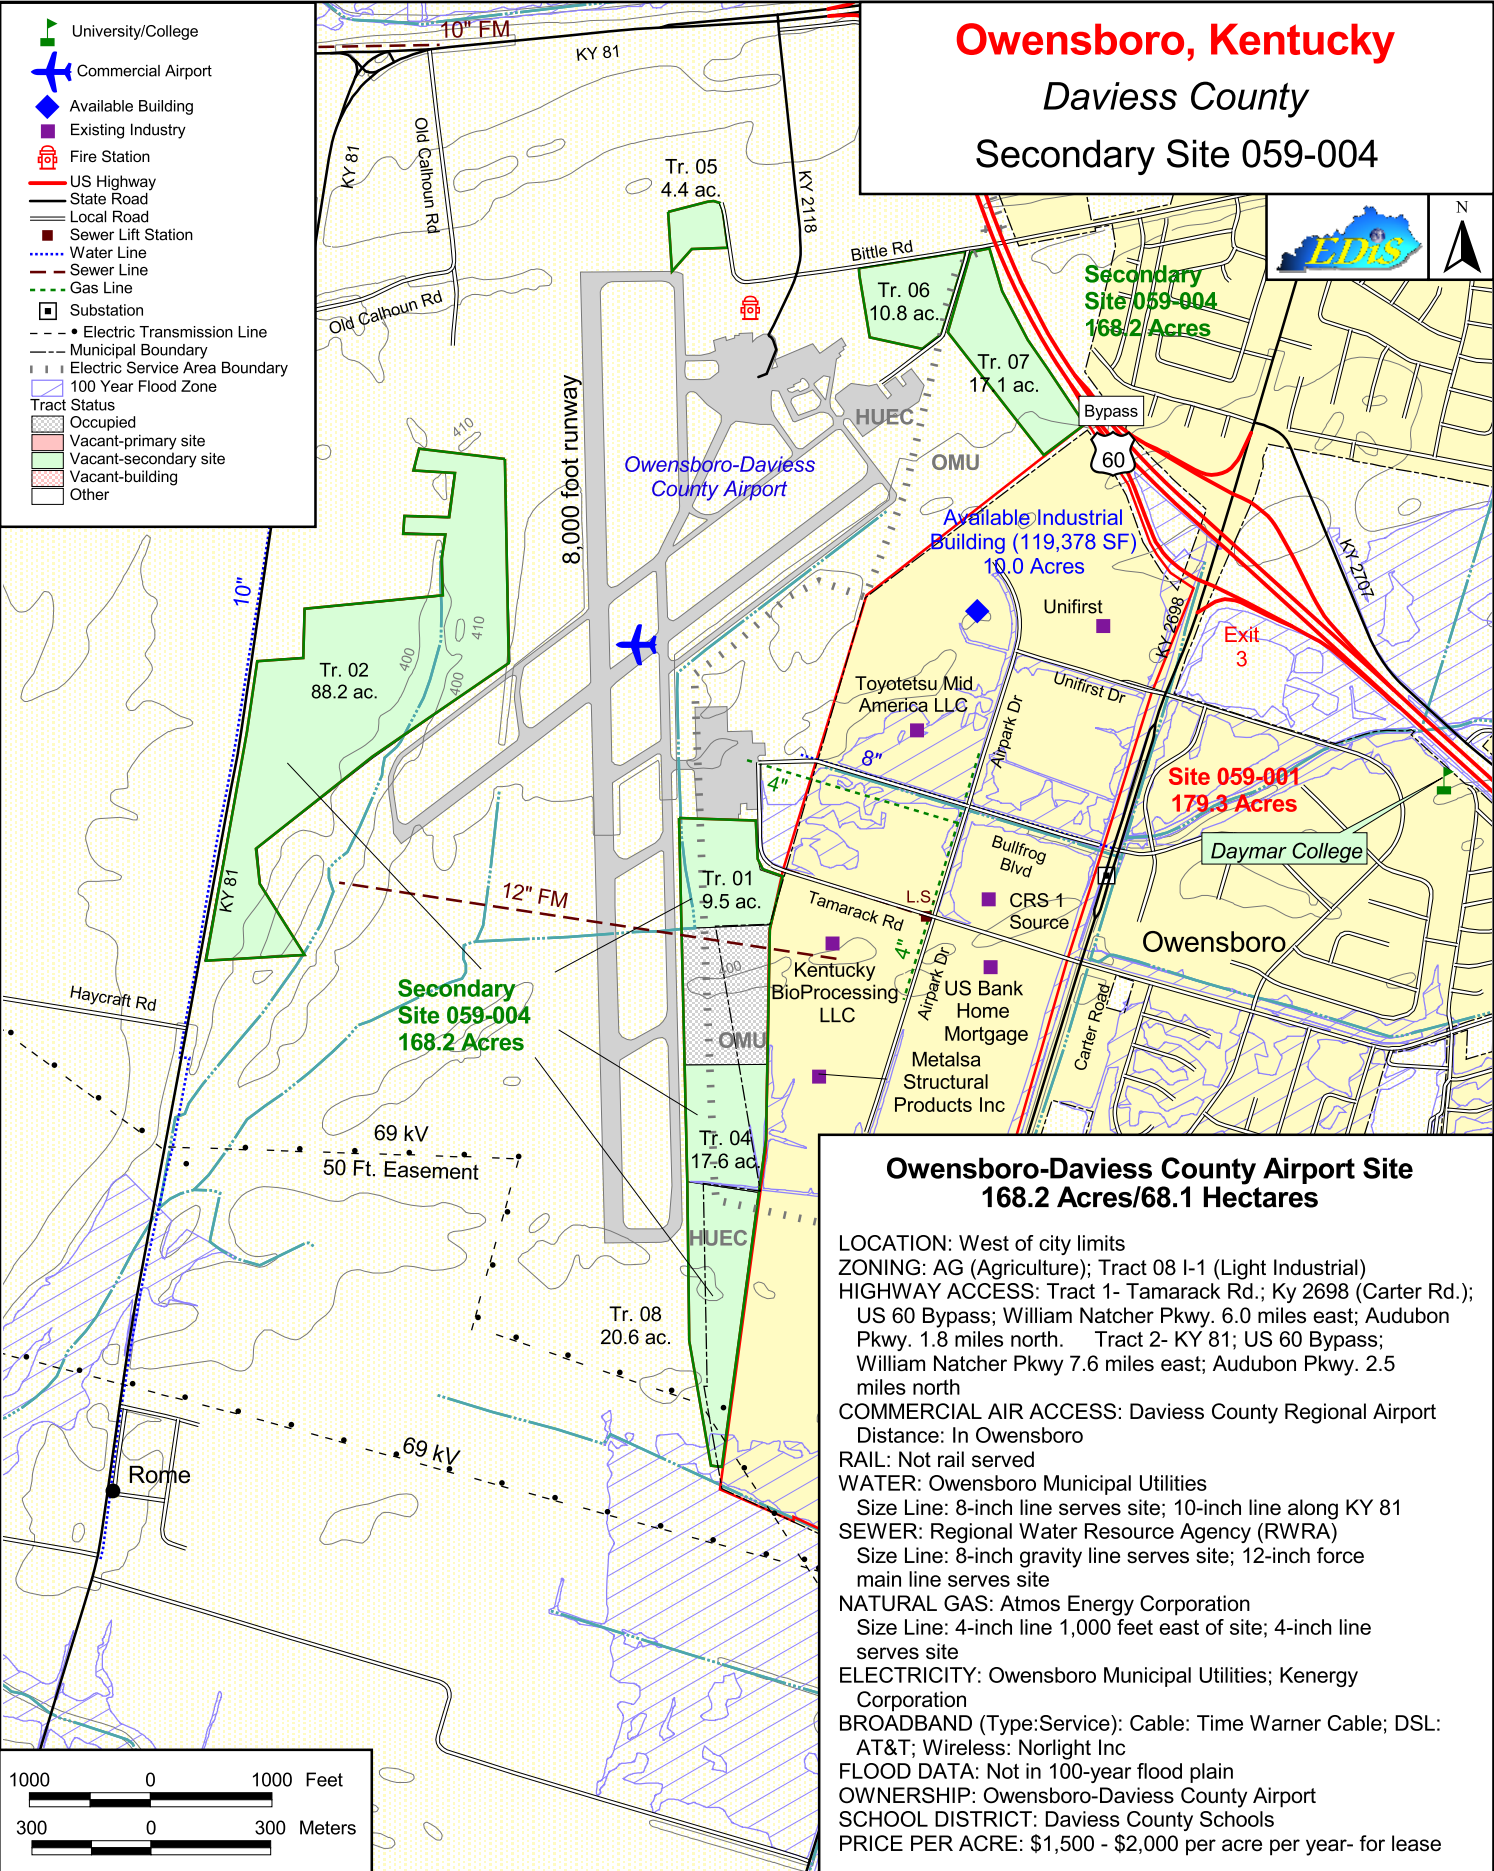 University/College
Commercial Airport
Available Building
Existing Industry
Fire Station
US Highway
State Road
Local Road
Sewer Lift Station
Water Line
Sewer Line
Gas Line
Substation
Electric Transmission Line
Municipal Boundary
Electric Service Area Boundary
100 Year Flood Zone
Tract Status
Occupied
Vacant-primary site
Vacant-secondary site
Vacant-building
Other
Owensboro, Kentucky
Daviess County
Secondary Site 059-004
EDIS
N
10" FM
KY 81
KY 81
Old Calhoun Rd
Old Calhoun Rd
Tr. 05
4.4 ac.
KY 2118
Bittle Rd
Tr. 06
10.8 ac.
Tr. 07
17.1 ac.
Secondary
Site 059-004
168.2 Acres
Bypass
60
HUEC
OMU
410
8,000 foot runway
Owensboro-Daviess
County Airport
Available Industrial
Building (119,378 SF)
10.0 Acres
Unifirst
KY 2698
KY 2707
Exit
3
10"
410
400
400
Tr. 02
88.2 ac.
Toyotetsu Mid
America LLC
Unifirst Dr
Airpark Dr
8"
4"
Site 059-001
179.3 Acres
Daymar College
Bullfrog
Blvd
KY 81
12" FM
Tr. 01
9.5 ac.
Tamarack Rd
L.S.
CRS 1
Source
Owensboro
4"
400
Kentucky
BioProcessing
LLC
Airpark Dr
US Bank
Home
Mortgage
Carter Road
Haycraft Rd
Secondary
Site 059-004
168.2 Acres
OMU
Metalsa
Structural
Products Inc
69 kV
50 Ft. Easement
Tr. 04
17.6 ac.
HUEC
Tr. 08
20.6 ac.
69 kV
Rome
Owensboro-Daviess County Airport Site
168.2 Acres/68.1 Hectares
LOCATION: West of city limits
ZONING: AG (Agriculture); Tract 08 I-1 (Light Industrial)
HIGHWAY ACCESS: Tract 1- Tamarack Rd.; Ky 2698 (Carter Rd.);
US 60 Bypass; William Natcher Pkwy. 6.0 miles east; Audubon
Pkwy. 1.8 miles north. Tract 2- KY 81; US 60 Bypass;
William Natcher Pkwy 7.6 miles east; Audubon Pkwy. 2.5
miles north
COMMERCIAL AIR ACCESS: Daviess County Regional Airport
Distance: In Owensboro
RAIL: Not rail served
WATER: Owensboro Municipal Utilities
Size Line: 8-inch line serves site; 10-inch line along KY 81
SEWER: Regional Water Resource Agency (RWRA)
Size Line: 8-inch gravity line serves site; 12-inch force
main line serves site
NATURAL GAS: Atmos Energy Corporation
Size Line: 4-inch line 1,000 feet east of site; 4-inch line
serves site
ELECTRICITY: Owensboro Municipal Utilities; Kenergy
Corporation
BROADBAND (Type:Service): Cable: Time Warner Cable; DSL:
AT&T; Wireless: Norlight Inc
FLOOD DATA: Not in 100-year flood plain
OWNERSHIP: Owensboro-Daviess County Airport
SCHOOL DISTRICT: Daviess County Schools
PRICE PER ACRE: $1,500 - $2,000 per acre per year- for lease
1000 0 1000 Feet
300 0 300 Meters